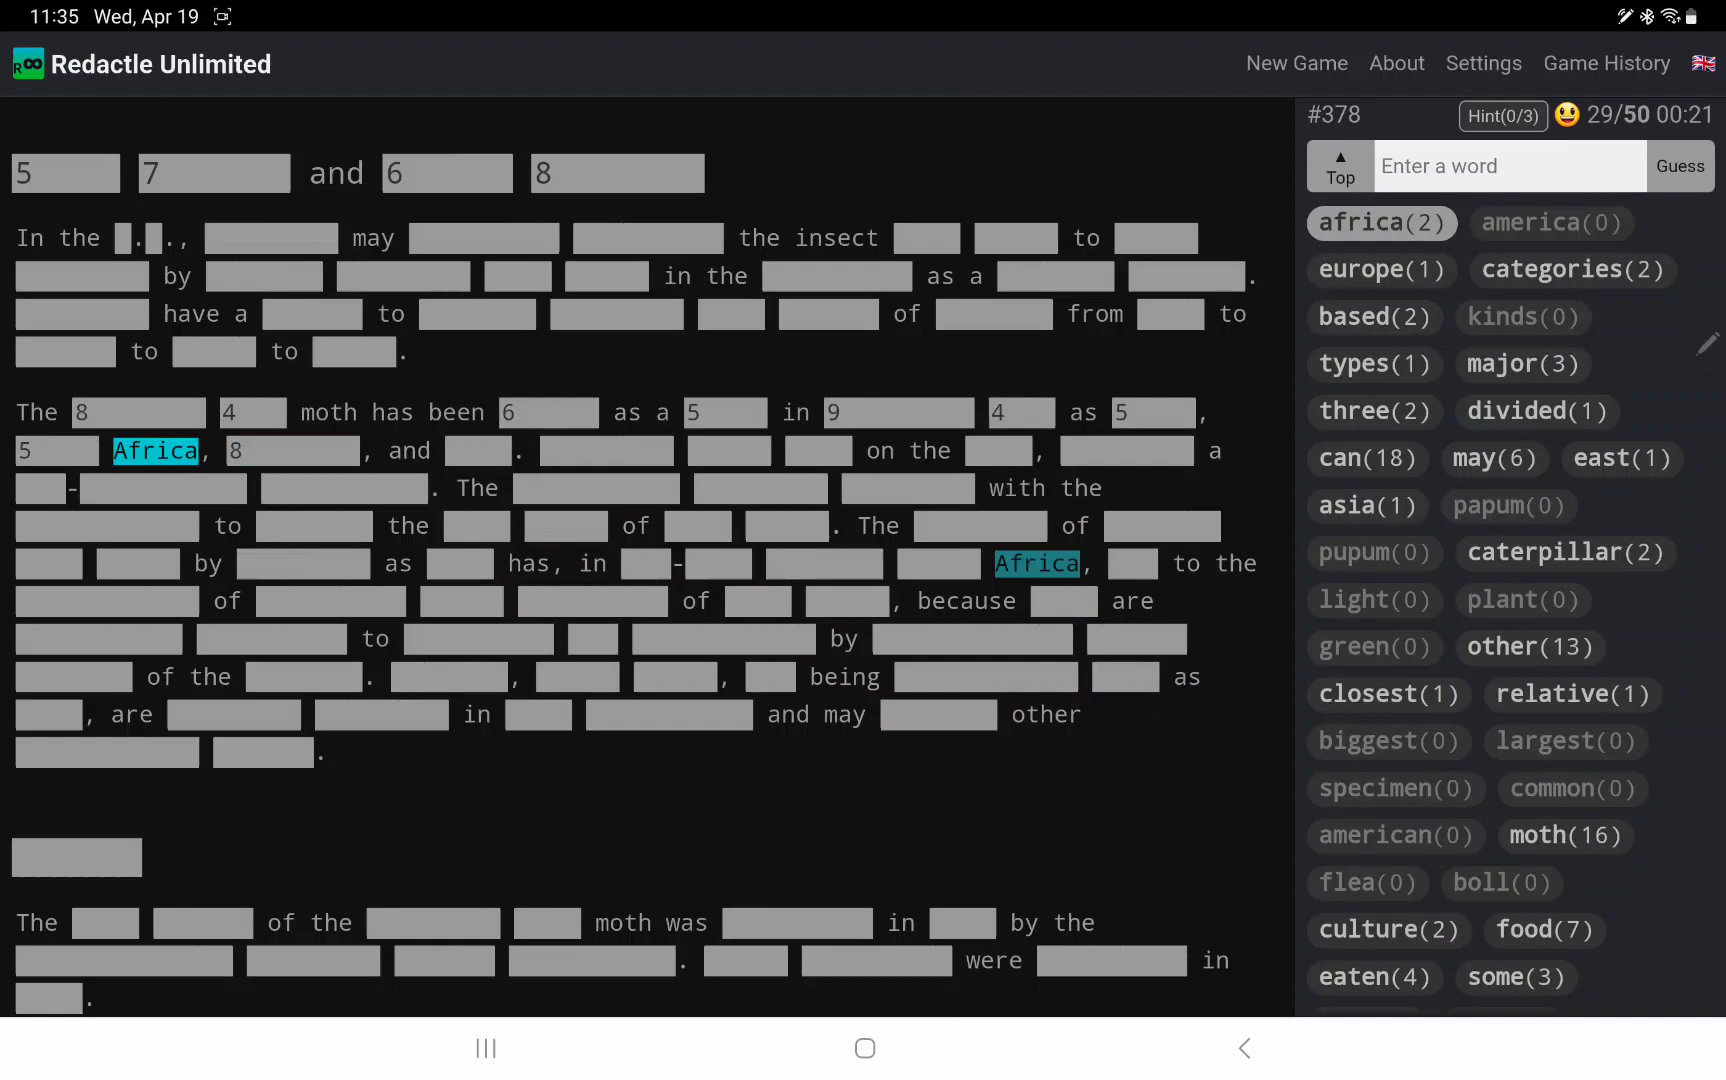 11:35 Wed, Apr 19
R∞ Redactle Unlimited
New Game About Settings Game History
#378 Hint(0/3) 29/50 00:21
▲ Top Enter a word Guess
5 7 and 6 8
In the . ., may the insect to
by in the as a .
have a to of from to
to to .
The 8 4 moth has been 6 as a 5 in 9 4 as 5,
5 Africa, 8, and . on the , a
- . The with the
to the of . The of
by as has, in - Africa, to the
of of , because are
to by
of the . , , being as
, are in and may other
.
The of the moth was in by the
. were in
.
africa(2) america(0)
europe(1) categories(2)
based(2) kinds(0)
types(1) major(3)
three(2) divided(1)
can(18) may(6) east(1)
asia(1) papum(0)
pupum(0) caterpillar(2)
light(0) plant(0)
green(0) other(13)
closest(1) relative(1)
biggest(0) largest(0)
specimen(0) common(0)
american(0) moth(16)
flea(0) boll(0)
culture(2) food(7)
eaten(4) some(3)